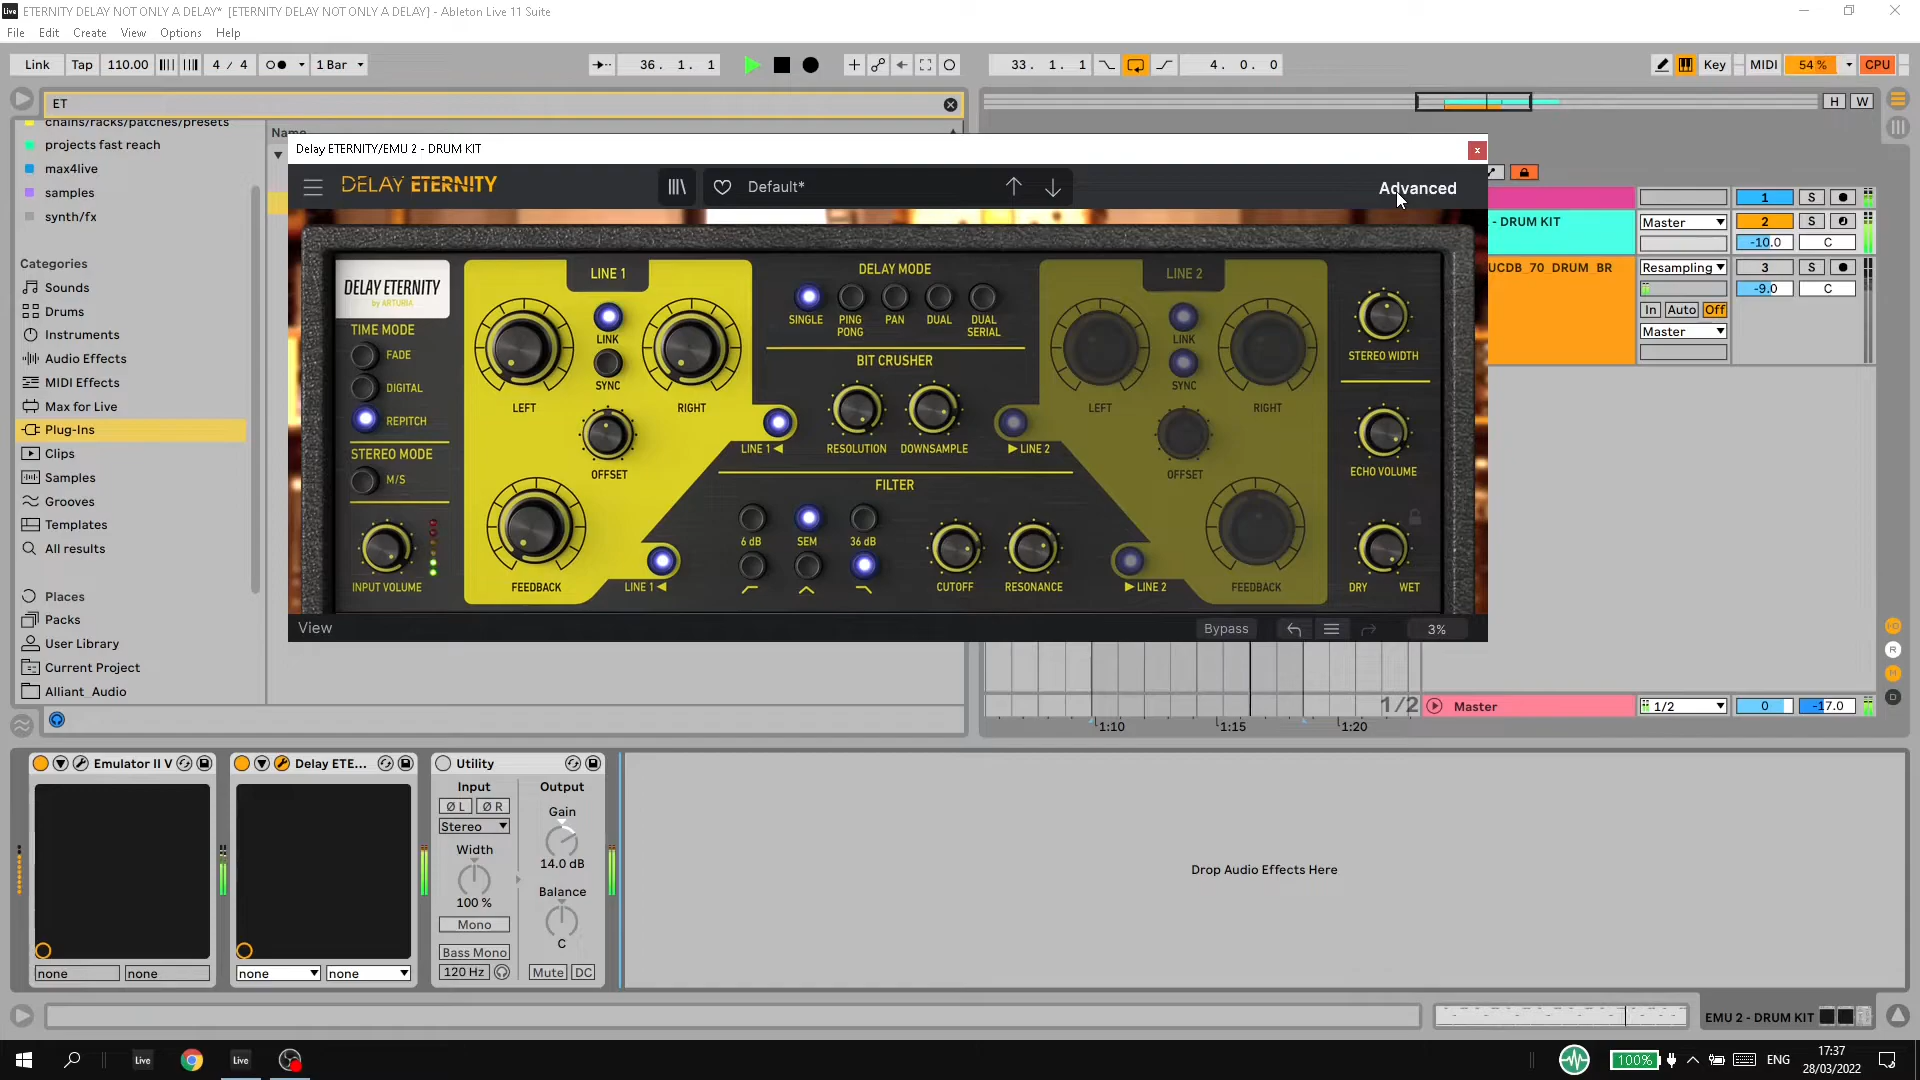 ETERNITY DELAY NOT ONLY A DELAY* [ETERNITY DELAY NOT ONLY A DELAY] - Ableton Live 11 Suite
File Edit Create View Options Help
Link Tap 110.00 4 / 4 1 Bar 36. 1. 1 33. 1. 1 4. 0. 0 Key MIDI 54 % CPU
ET
H W
chains/racks/patches/presets
Name
projects fast reach
max4live
samples
synth/fx
Categories
Sounds
Drums
Instruments
Audio Effects
MIDI Effects
Max for Live
Plug-Ins
Clips
Samples
Grooves
Templates
All results
Places
Packs
User Library
Current Project
Alliant_Audio
Delay ETERNITY/EMU 2 - DRUM KIT
x
DELAY ETERNITY
Default*
Advanced
DELAY ETERNITY
by ARTURIA
TIME MODE
FADE
DIGITAL
REPITCH
STEREO MODE
M/S
INPUT VOLUME
LINE 1
LINK
SYNC
LEFT RIGHT
OFFSET
FEEDBACK
LINE 1
LINE 1
DELAY MODE
SINGLE PING PONG PAN DUAL DUAL SERIAL
BIT CRUSHER
RESOLUTION DOWNSAMPLE
LINE 2
FILTER
6 dB SEM 36 dB
CUTOFF RESONANCE
LINE 2
LINE 2
LINK
SYNC
LEFT RIGHT
OFFSET
FEEDBACK
STEREO WIDTH
ECHO VOLUME
DRY WET
View
Bypass
3%
1 S
- DRUM KIT Master 2 S
-10.0 C
UCDB_70_DRUM_BR Resampling 3 S
-9.0 C
In Auto Off
Master
1/2 Master 1/2 0 -17.0
1:10 1:15 1:20
R
D
Emulator II V
none none
Delay ETE...
none none
Utility
Input Output
Ø L Ø R Gain
Stereo
14.0 dB
Width
Balance
100 %
Mono
C
Bass Mono
120 Hz Mute DC
Drop Audio Effects Here
EMU 2 - DRUM KIT
Live Live
100% ENG 17:37
28/03/2022